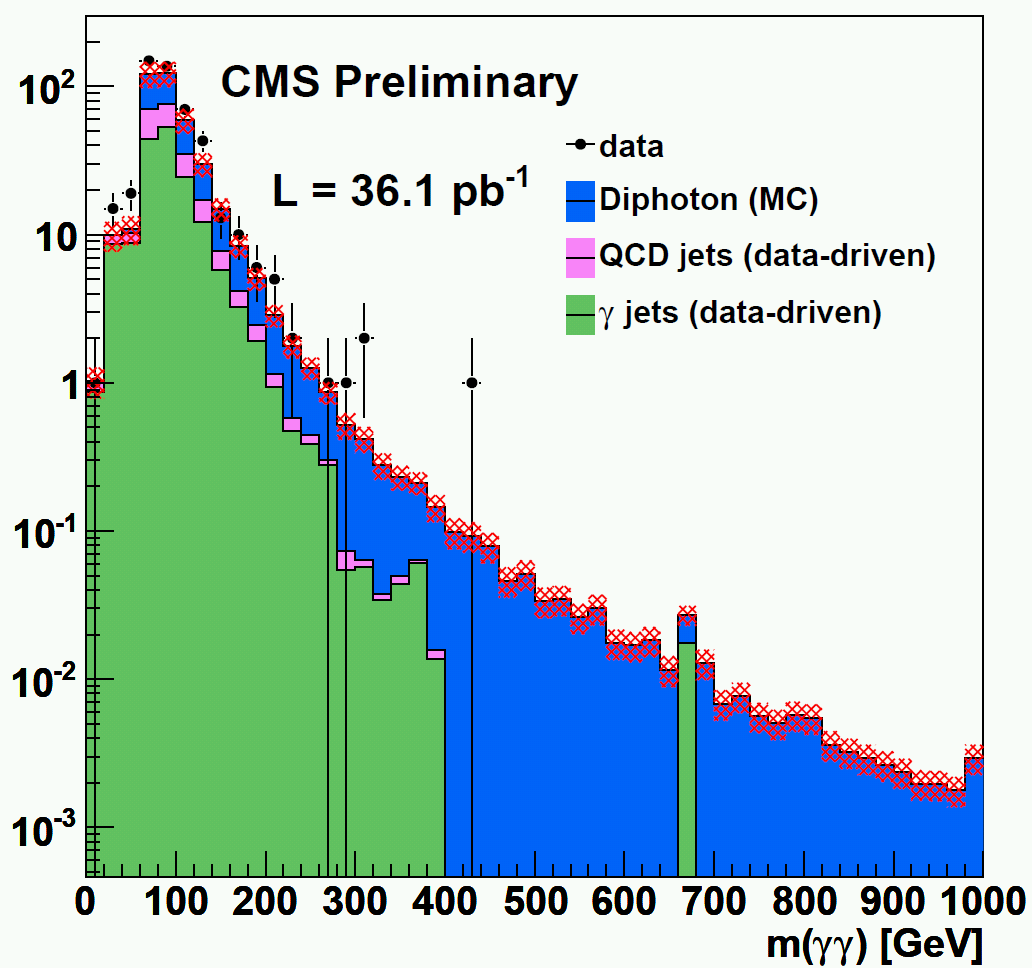 CMS Preliminary
L = 36.1 pb⁻¹
data
Diphoton (MC)
QCD jets (data-driven)
γ jets (data-driven)
10²
10
1
10⁻¹
10⁻²
10⁻³
0 100 200 300 400 500 600 700 800 900 1000
m(γγ) [GeV]